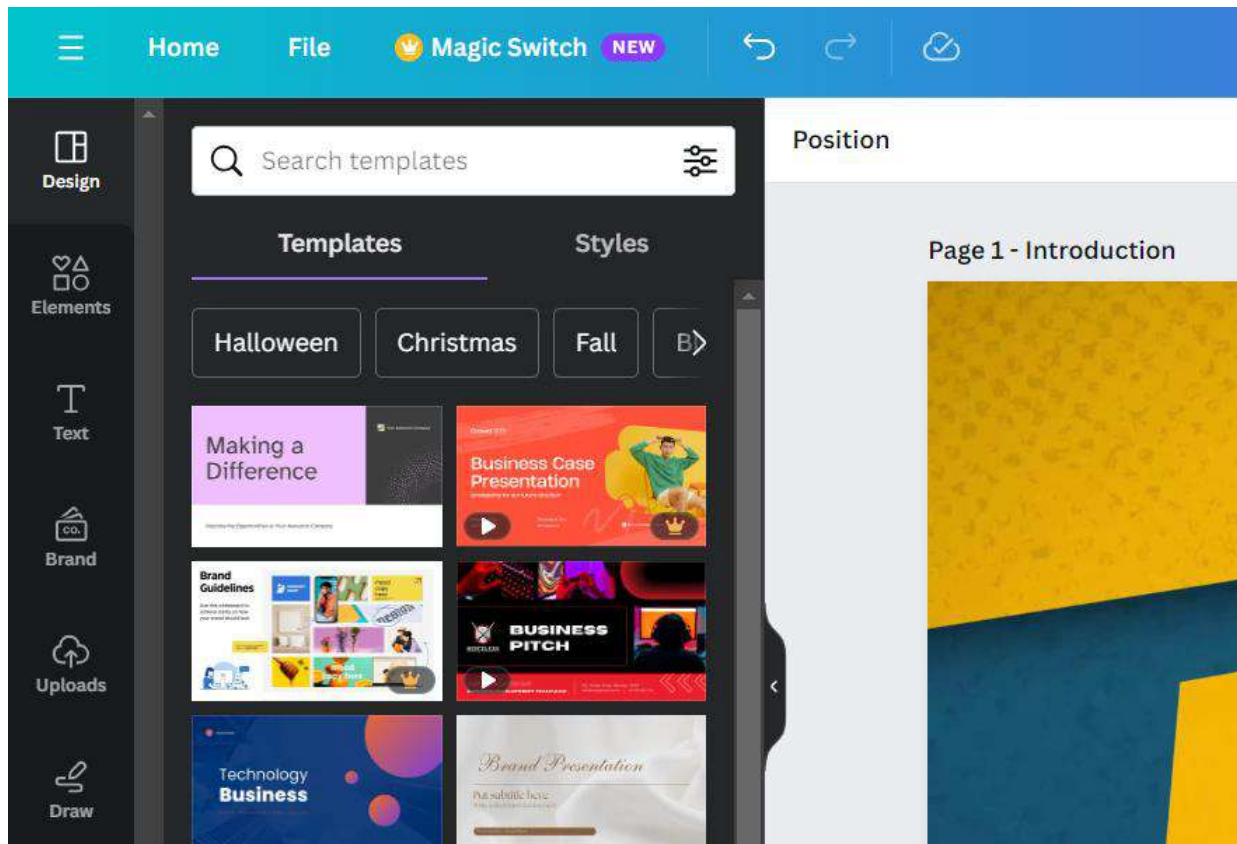 Home File Magic Switch NEW
Design
Search templates
Position
Templates Styles
Page 1 - Introduction
Elements
Halloween Christmas Fall B
Text
Making a
Difference
Business Case
Presentation
Brand
CO.
Brand
Guidelines
BUSINESS
PITCH
Uploads
Technology
Business
Brand Presentation
Put subtitle here
Draw